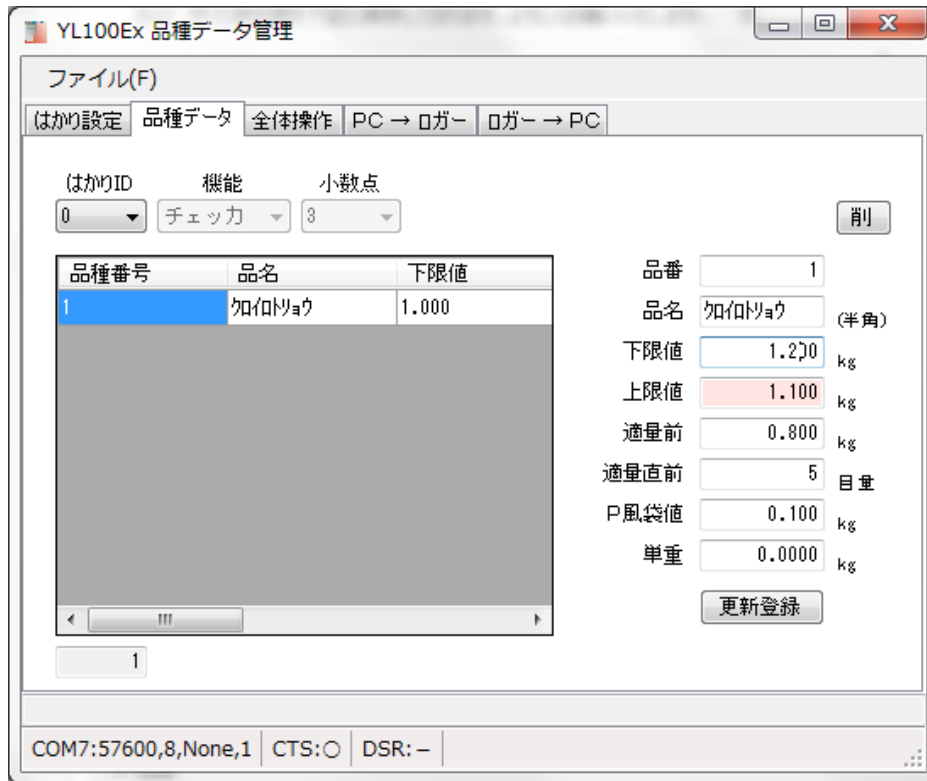 YL100Ex 品種データ管理
ファイル(F)
はかり設定 品種データ 全体操作 PC → ロガー ロガー → PC
はかりID 機能 小数点
0 チェッカ 3 削
品種番号 品名 下限値
1 ｸﾛｲﾛﾄﾘｮｳ 1.000
品番 1
品名 ｸﾛｲﾛﾄﾘｮｳ (半角)
下限値 1.200 kg
上限値 1.100 kg
適量前 0.800 kg
適量直前 5 目量
P風袋値 0.100 kg
単重 0.0000 kg
更新登録
1
COM7:57600,8,None,1 CTS:○ DSR:−